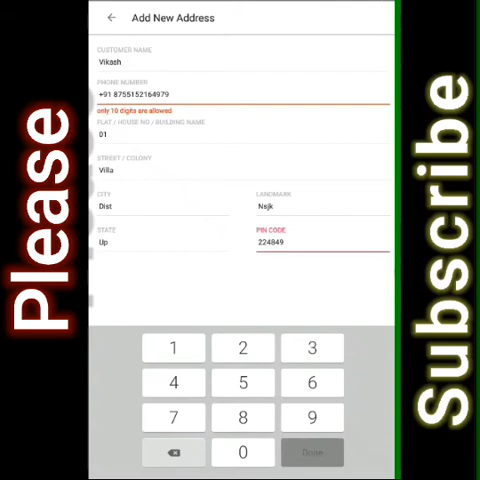 Please
Add New Address
CUSTOMER NAME
Vikash
PHONE NUMBER
+91 8755152164979
only 10 digits are allowed
FLAT / HOUSE NO / BUILDING NAME
01
STREET / COLONY
Villa
CITY
LANDMARK
Dist
Nsjk
STATE
PIN CODE
Up
224849
1 2 3
4 5 6
7 8 9
0 Done
Subscribe